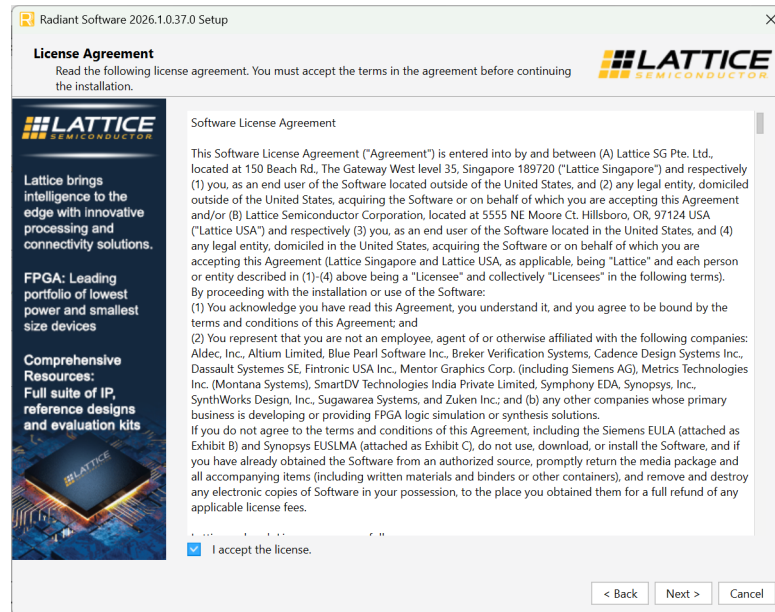 Radiant Software 2026.1.0.37.0 Setup
License Agreement
Read the following license agreement. You must accept the terms in the agreement before continuing
the installation.
LATTICE
SEMICONDUCTOR
LATTICE
SEMICONDUCTOR
Lattice brings
intelligence to the
edge with innovative
processing and
connectivity solutions.
FPGA: Leading
portfolio of lowest
power and smallest
size devices
Comprehensive
Resources:
Full suite of IP,
reference designs
and evaluation kits
LATTICE
Software License Agreement
This Software License Agreement ("Agreement") is entered into by and between (A) Lattice SG Pte. Ltd.,
located at 150 Beach Rd., The Gateway West level 35, Singapore 189720 ("Lattice Singapore") and respectively
(1) you, as an end user of the Software located outside of the United States, and (2) any legal entity, domiciled
outside of the United States, acquiring the Software or on behalf of which you are accepting this Agreement
and/or (B) Lattice Semiconductor Corporation, located at 5555 NE Moore Ct. Hillsboro, OR, 97124 USA
("Lattice USA") and respectively (3) you, as an end user of the Software located in the United States, and (4)
any legal entity, domiciled in the United States, acquiring the Software or on behalf of which you are
accepting this Agreement (Lattice Singapore and Lattice USA, as applicable, being "Lattice" and each person
or entity described in (1)-(4) above being a "Licensee" and collectively "Licensees" in the following terms).
By proceeding with the installation or use of the Software:
(1) You acknowledge you have read this Agreement, you understand it, and you agree to be bound by the
terms and conditions of this Agreement; and
(2) You represent that you are not an employee, agent of or otherwise affiliated with the following companies:
Aldec, Inc., Altium Limited, Blue Pearl Software Inc., Breker Verification Systems, Cadence Design Systems Inc.,
Dassault Systemes SE, Fintronic USA Inc., Mentor Graphics Corp. (including Siemens AG), Metrics Technologies
Inc. (Montana Systems), SmartDV Technologies India Private Limited, Symphony EDA, Synopsys, Inc.,
SynthWorks Design, Inc., Sugawarea Systems, and Zuken Inc.; and (b) any other companies whose primary
business is developing or providing FPGA logic simulation or synthesis solutions.
If you do not agree to the terms and conditions of this Agreement, including the Siemens EULA (attached as
Exhibit B) and Synopsys EUSLMA (attached as Exhibit C), do not use, download, or install the Software, and if
you have already obtained the Software from an authorized source, promptly return the media package and
all accompanying items (including written materials and binders or other containers), and remove and destroy
any electronic copies of Software in your possession, to the place you obtained them for a full refund of any
applicable license fees.
I accept the license.
< Back
Next >
Cancel